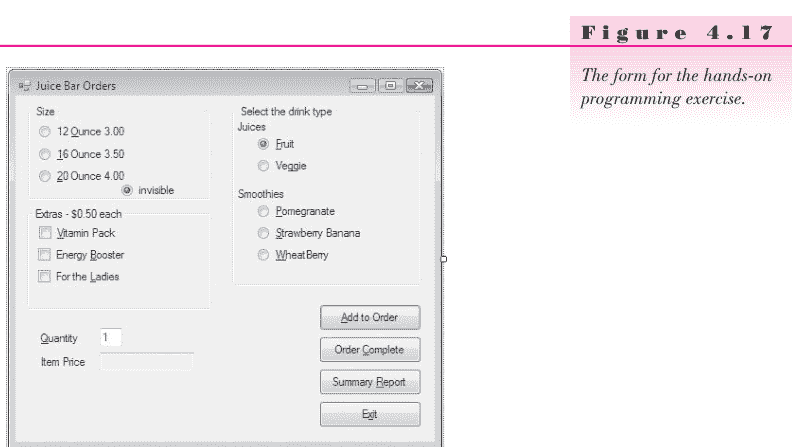 Figure 4.17
The form for the hands-on
programming exercise.
Juice Bar Orders
Size
12 Ounce 3.00
16 Ounce 3.50
20 Ounce 4.00
invisible
Extras - $0.50 each
Vitamin Pack
Energy Booster
For the Ladies
Quantity 1
Item Price
Select the drink type
Juices
Fruit
Veggie
Smoothies
Pomegranate
Strawberry Banana
WheatBerry
Add to Order
Order Complete
Summary Report
Exit